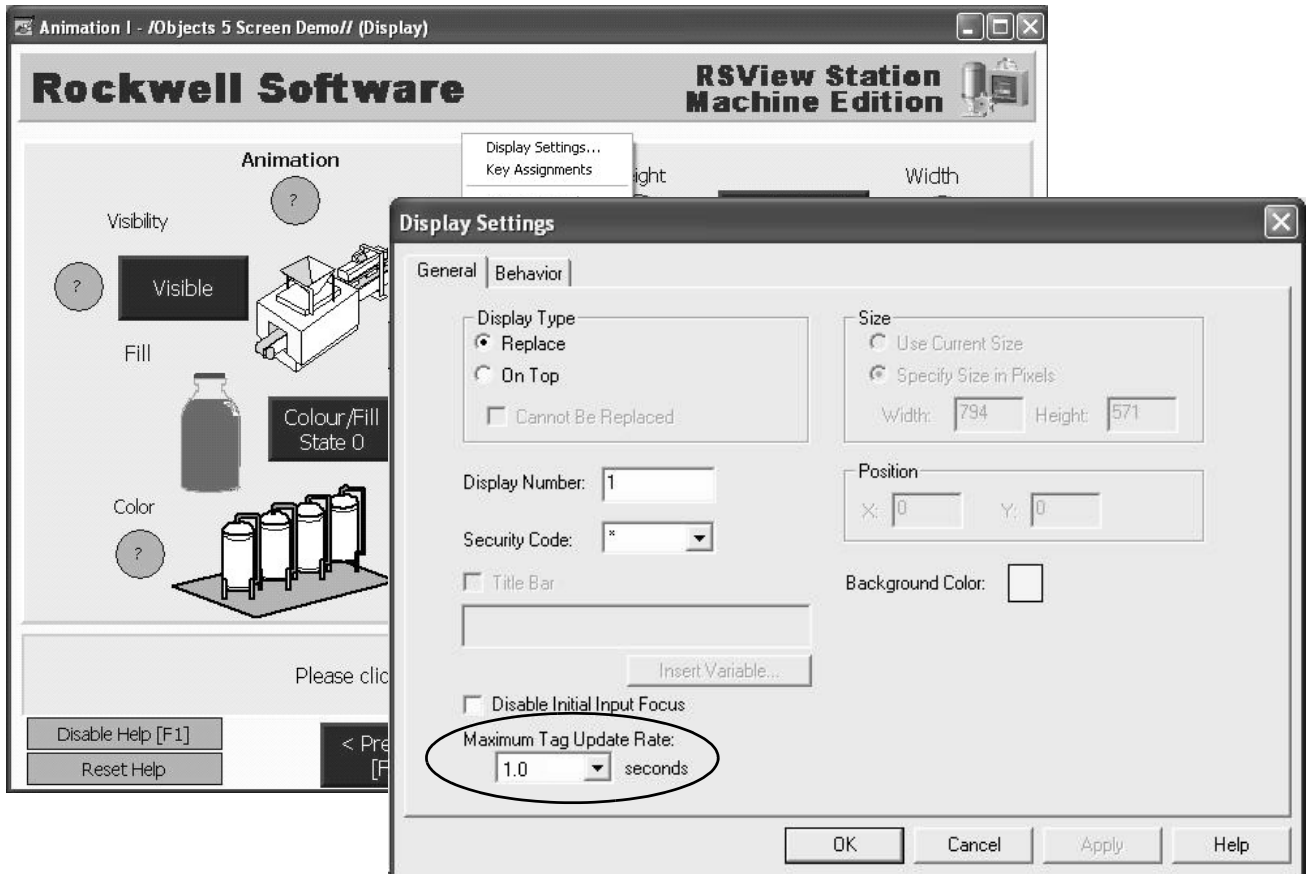 Animation I - /Objects 5 Screen Demo// (Display)
Rockwell Software
RSView Station
Machine Edition
Animation
?
Display Settings...
Key Assignments
ight
Width
Visibility
?
Visible
Fill
Colour/Fill
State 0
Color
?
Please clic
Disable Help [F1]
Reset Help
< Pre
[F
Display Settings
General
Behavior
Display Type
Replace
On Top
Cannot Be Replaced
Size
Use Current Size
Specify Size in Pixels
Width: 794 Height: 571
Display Number: 1
Security Code: *
Position
X: 0 Y: 0
Title Bar
Background Color:
Insert Variable...
Disable Initial Input Focus
Maximum Tag Update Rate:
1.0 seconds
OK
Cancel
Apply
Help